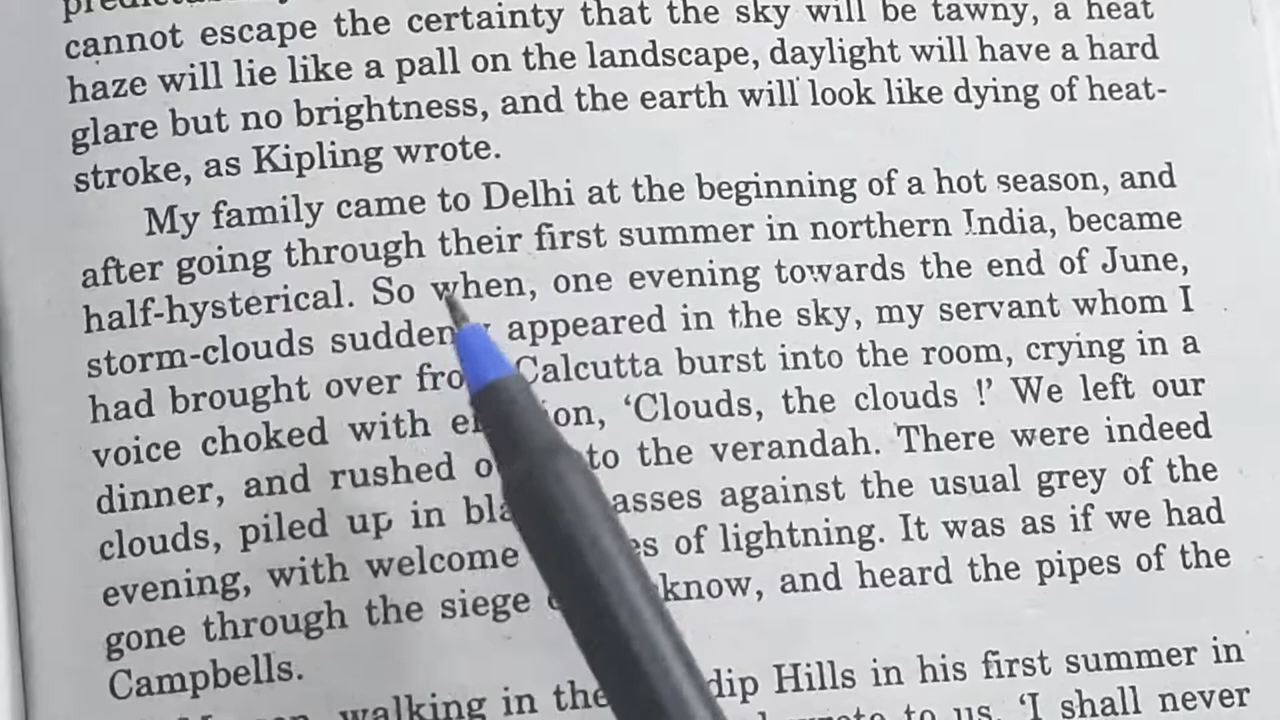 cannot escape the certainty that the sky will be tawny, a heat
haze will lie like a pall on the landscape, daylight will have a hard
glare but no brightness, and the earth will look like dying of heat-
stroke, as Kipling wrote.
My family came to Delhi at the beginning of a hot season, and
after going through their first summer in northern India, became
half-hysterical. So when, one evening towards the end of June,
storm-clouds appeared in the sky, my servant whom I
had brought over Calcutta burst into the room, crying in a
voice choked with 'Clouds, the clouds !' We left our
dinner, and rushed to the verandah. There were indeed
clouds, piled up in against the usual grey of the
evening, with welcome of lightning. It was as if we had
gone through the siege know, and heard the pipes of the
Campbells.
walking in the Hills in his first summer in
to us, 'I shall never